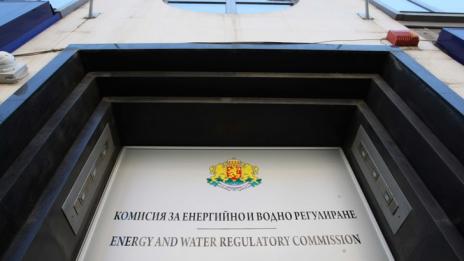 КОМИСИЯ ЗА ЕНЕРГИЙНО И ВОДНО РЕГУЛИРАНЕ
ENERGY AND WATER REGULATORY COMMISSION